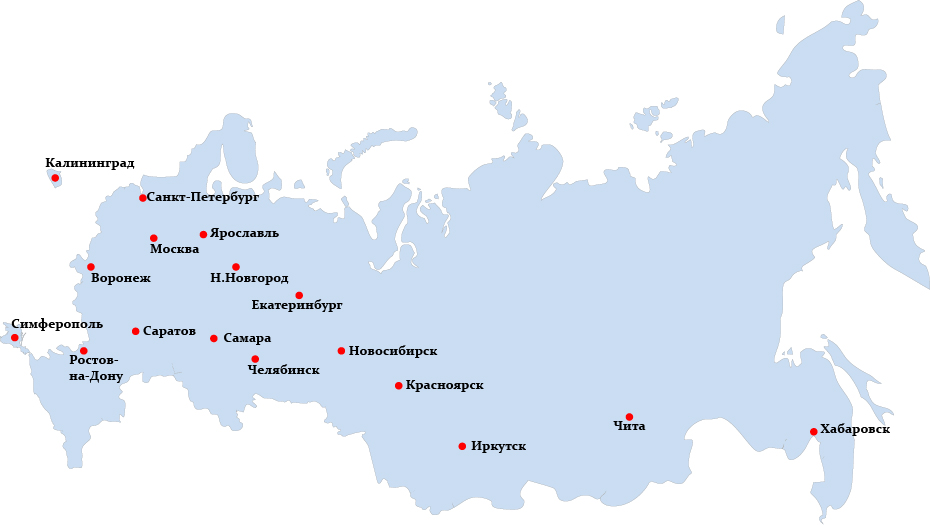 Калининград
Санкт-Петербург
Ярославль
Москва
Воронеж
Н.Новгород
Екатеринбург
Симферополь
Саратов
Самара
Новосибирск
Ростов-
на-Дону
Челябинск
Красноярск
Чита
Хабаровск
Иркутск